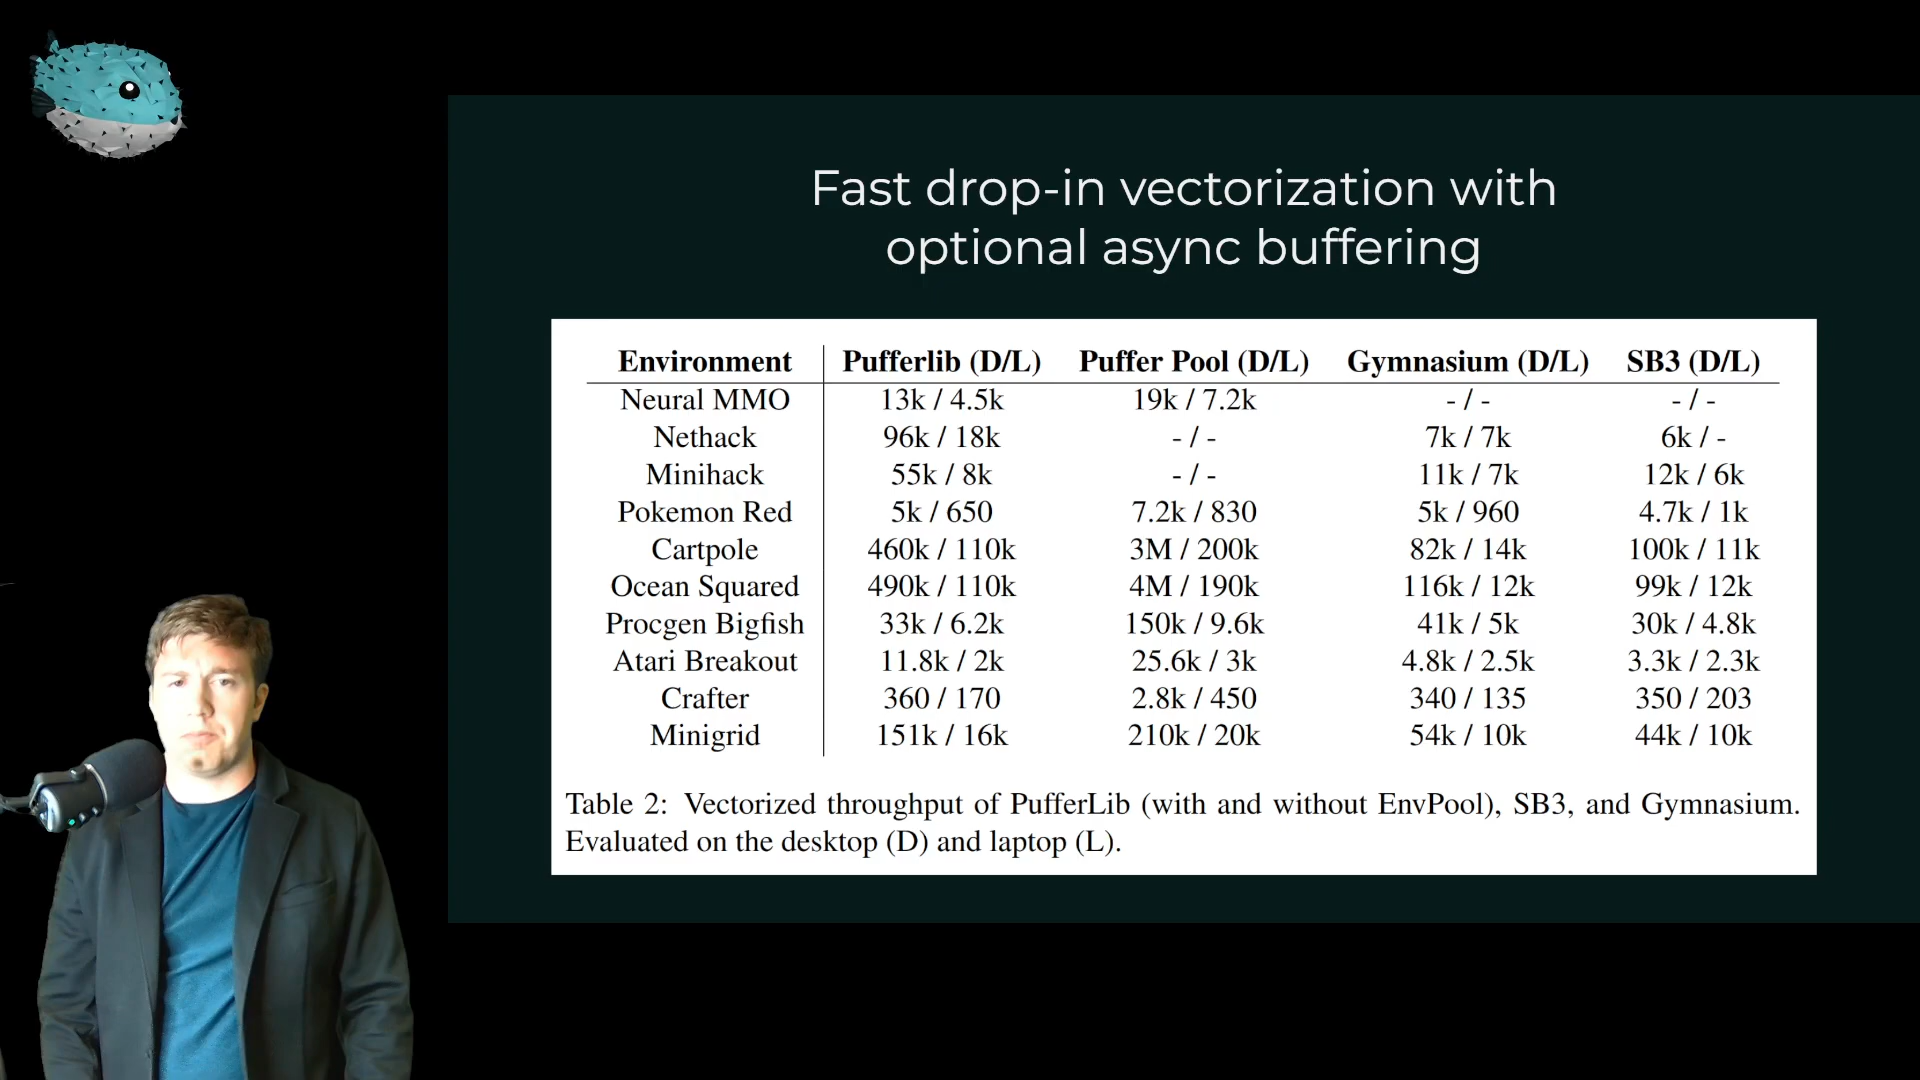 Fast drop-in vectorization with
optional async buffering
Environment Pufferlib (D/L) Puffer Pool (D/L) Gymnasium (D/L) SB3 (D/L)
Neural MMO 13k / 4.5k 19k / 7.2k - / - - / -
Nethack 96k / 18k - / - 7k / 7k 6k / -
Minihack 55k / 8k - / - 11k / 7k 12k / 6k
Pokemon Red 5k / 650 7.2k / 830 5k / 960 4.7k / 1k
Cartpole 460k / 110k 3M / 200k 82k / 14k 100k / 11k
Ocean Squared 490k / 110k 4M / 190k 116k / 12k 99k / 12k
Procgen Bigfish 33k / 6.2k 150k / 9.6k 41k / 5k 30k / 4.8k
Atari Breakout 11.8k / 2k 25.6k / 3k 4.8k / 2.5k 3.3k / 2.3k
Crafter 360 / 170 2.8k / 450 340 / 135 350 / 203
Minigrid 151k / 16k 210k / 20k 54k / 10k 44k / 10k
Table 2: Vectorized throughput of PufferLib (with and without EnvPool), SB3, and Gymnasium.
Evaluated on the desktop (D) and laptop (L).